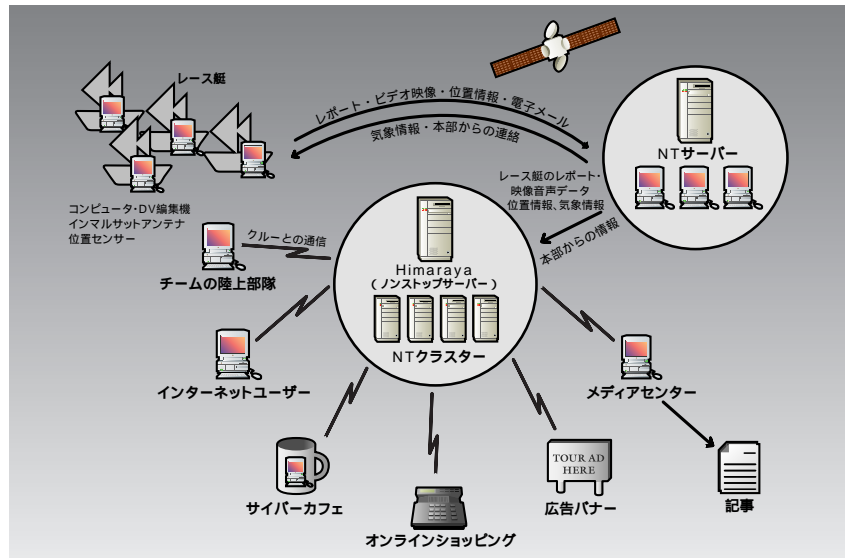 レース艇
レポート・ビデオ映像・位置情報・電子メール
気象情報・本部からの連絡
NTサーバー
コンピュータ・DV編集機
インマルサットアンテナ
位置センサー
レース艇のレポート・
映像音声データ
位置情報、気象情報
本部からの情報
クルーとの通信
チームの陸上部隊
Himaraya
(ノンストップサーバー)
NTクラスター
インターネットユーザー
メディアセンター
TOUR AD
HERE
サイバーカフェ
広告バナー
記事
オンラインショッピング